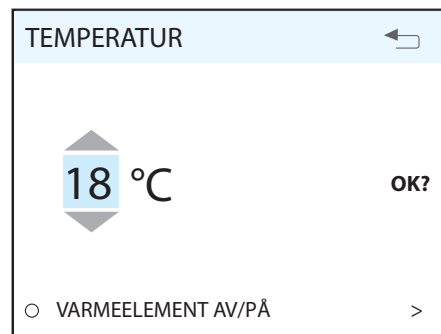 TEMPERATUR
18 °C
OK?
VARMEELEMENT AV/PÅ >